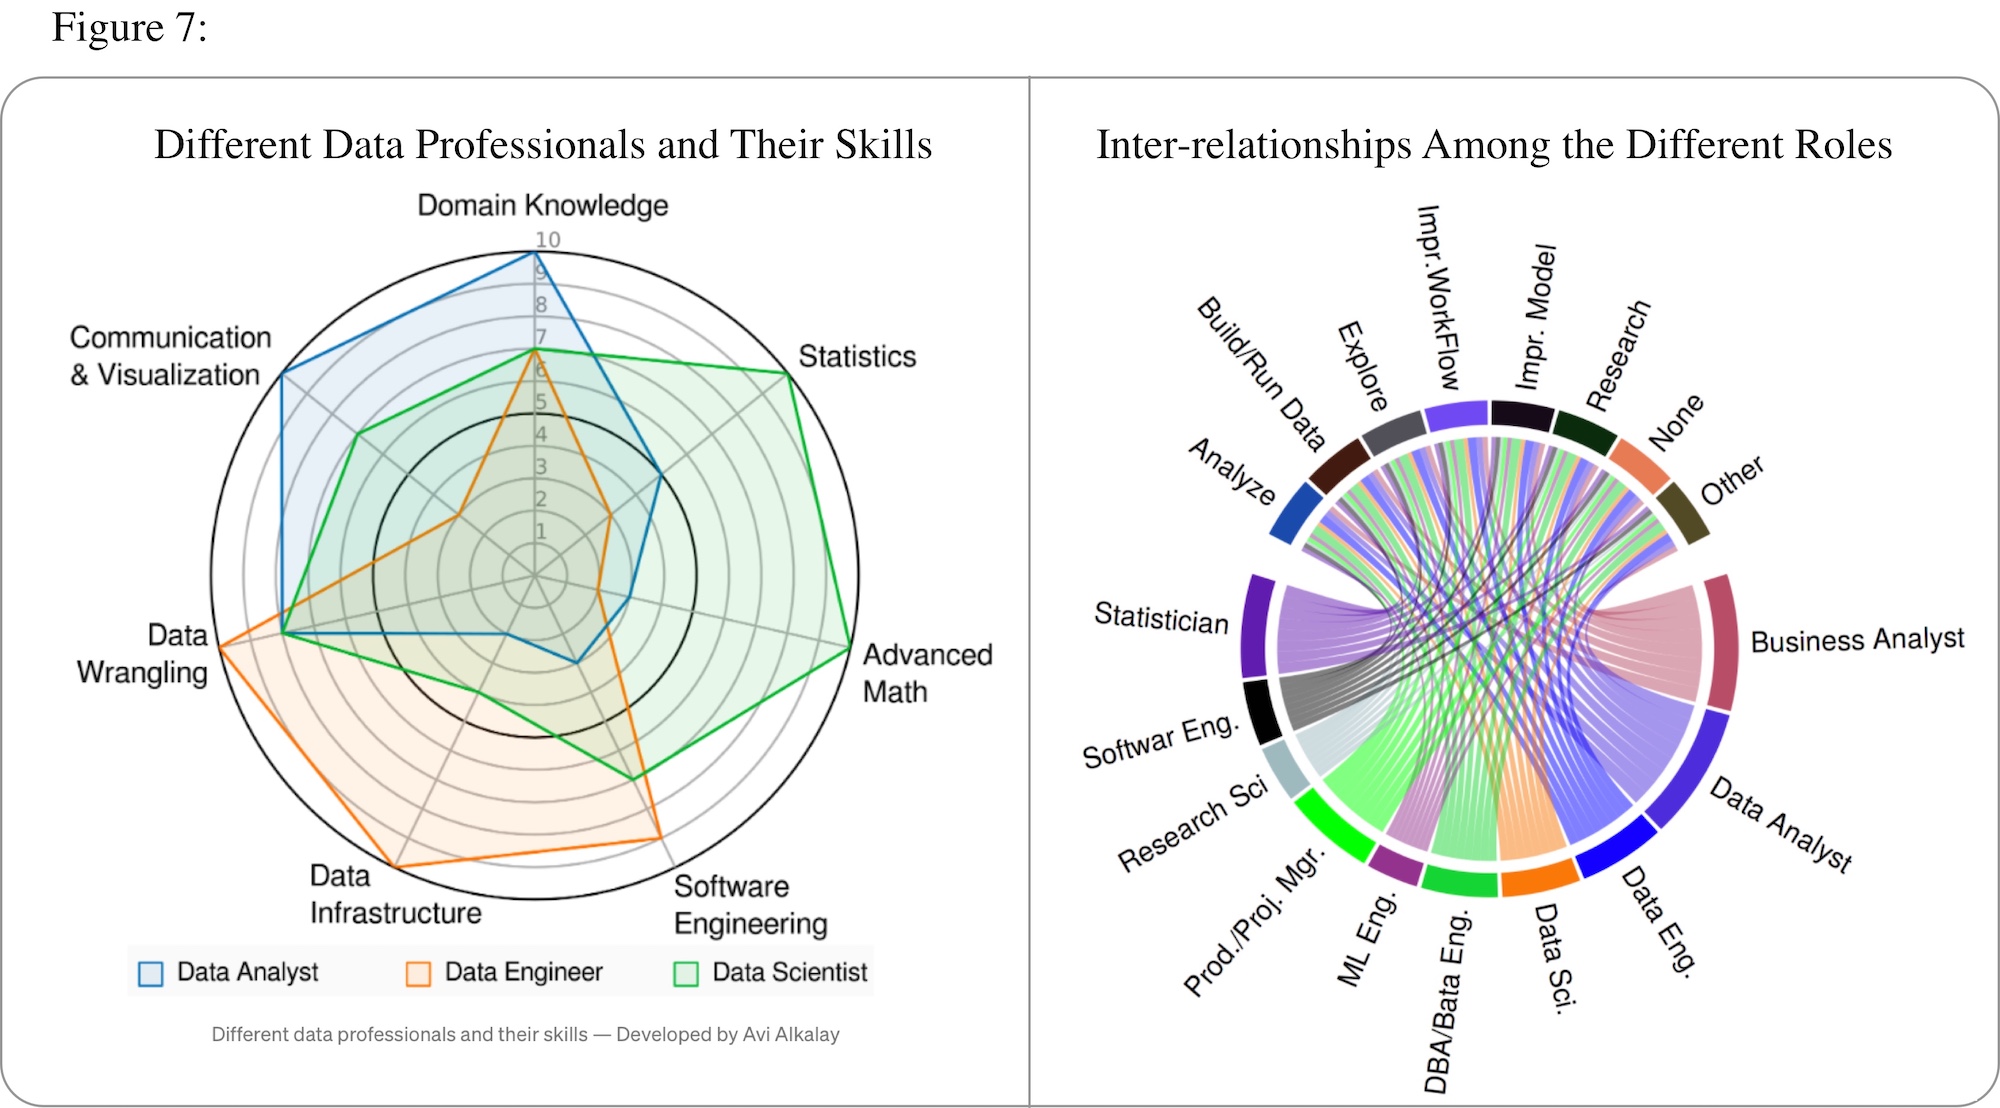 Figure 7:
Different Data Professionals and Their Skills
Domain Knowledge
10
9
8
7
6
5
4
3
2
1
Communication
& Visualization
Statistics
Data
Wrangling
Advanced
Math
Data
Infrastructure
Software
Engineering
Data Analyst
Data Engineer
Data Scientist
Different data professionals and their skills — Developed by Avi Alkalay
Inter-relationships Among the Different Roles
Analyze
Build/Run Data
Explore
Impr.WorkFlow
Impr. Model
Research
None
Other
Business Analyst
Data Analyst
Data Eng.
Data Sci.
DBA/Bata Eng.
ML Eng.
Prod./Proj. Mgr.
Research Sci
Softwar Eng.
Statistician